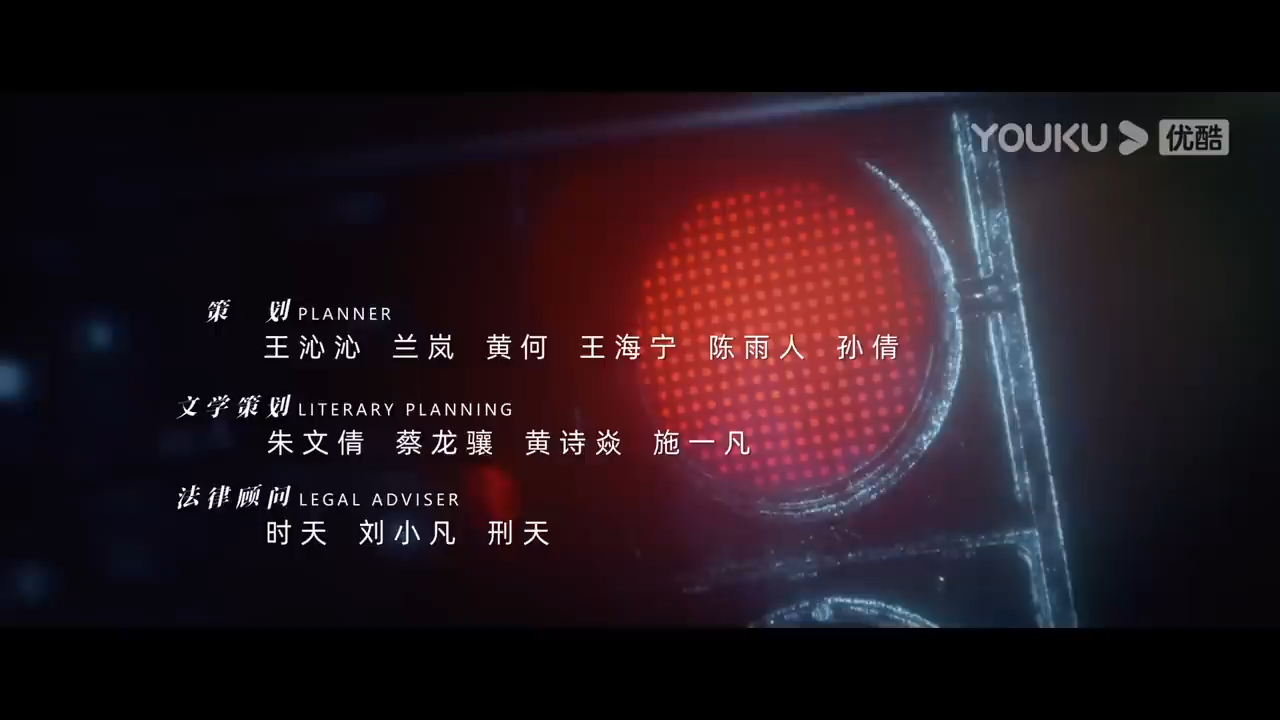 YOUKU 优酷
策 划 PLANNER
王沁沁 兰岚 黄何 王海宁 陈雨人 孙倩
文学策划 LITERARY PLANNING
朱文倩 蔡龙骧 黄诗焱 施一凡
法律顾问 LEGAL ADVISER
时天 刘小凡 刑天